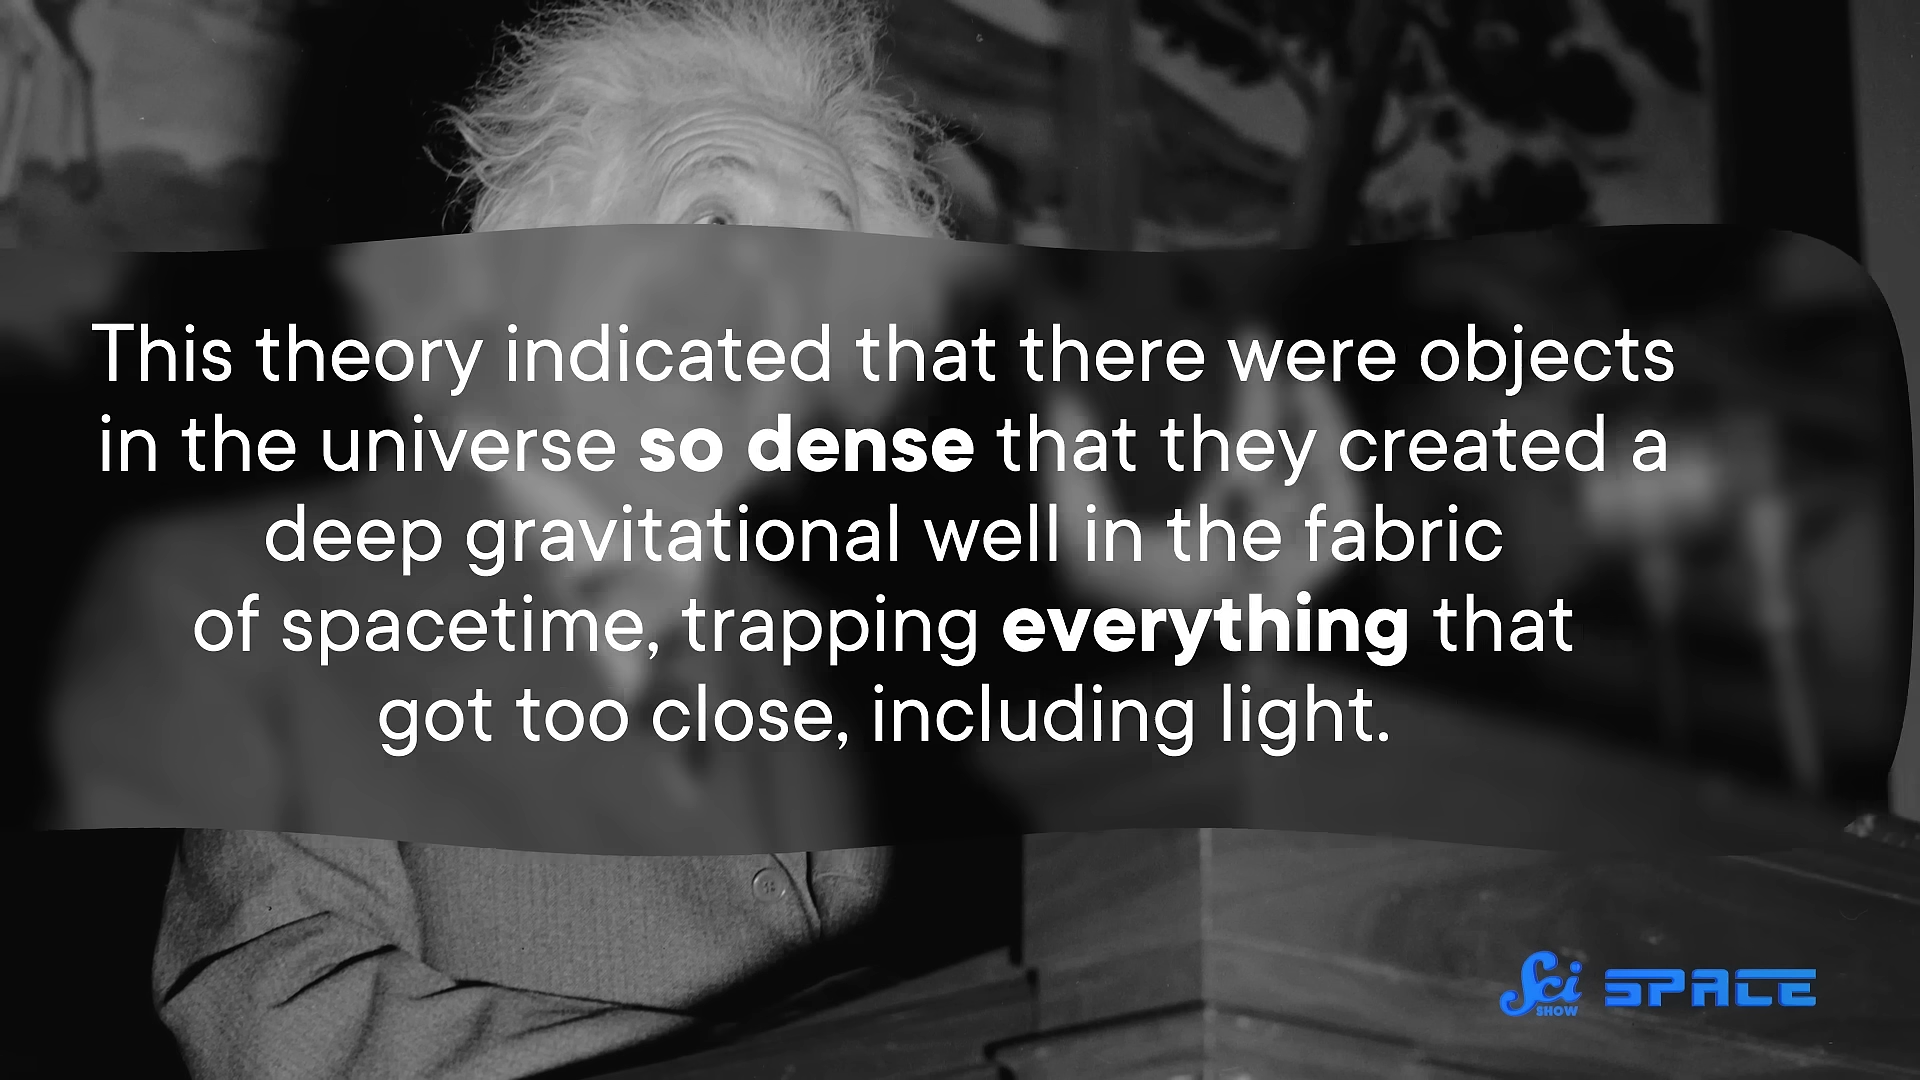 This theory indicated that there were objects
in the universe so dense that they created a
deep gravitational well in the fabric
of spacetime, trapping everything that
got too close, including light.
Sci SHOW SPACE